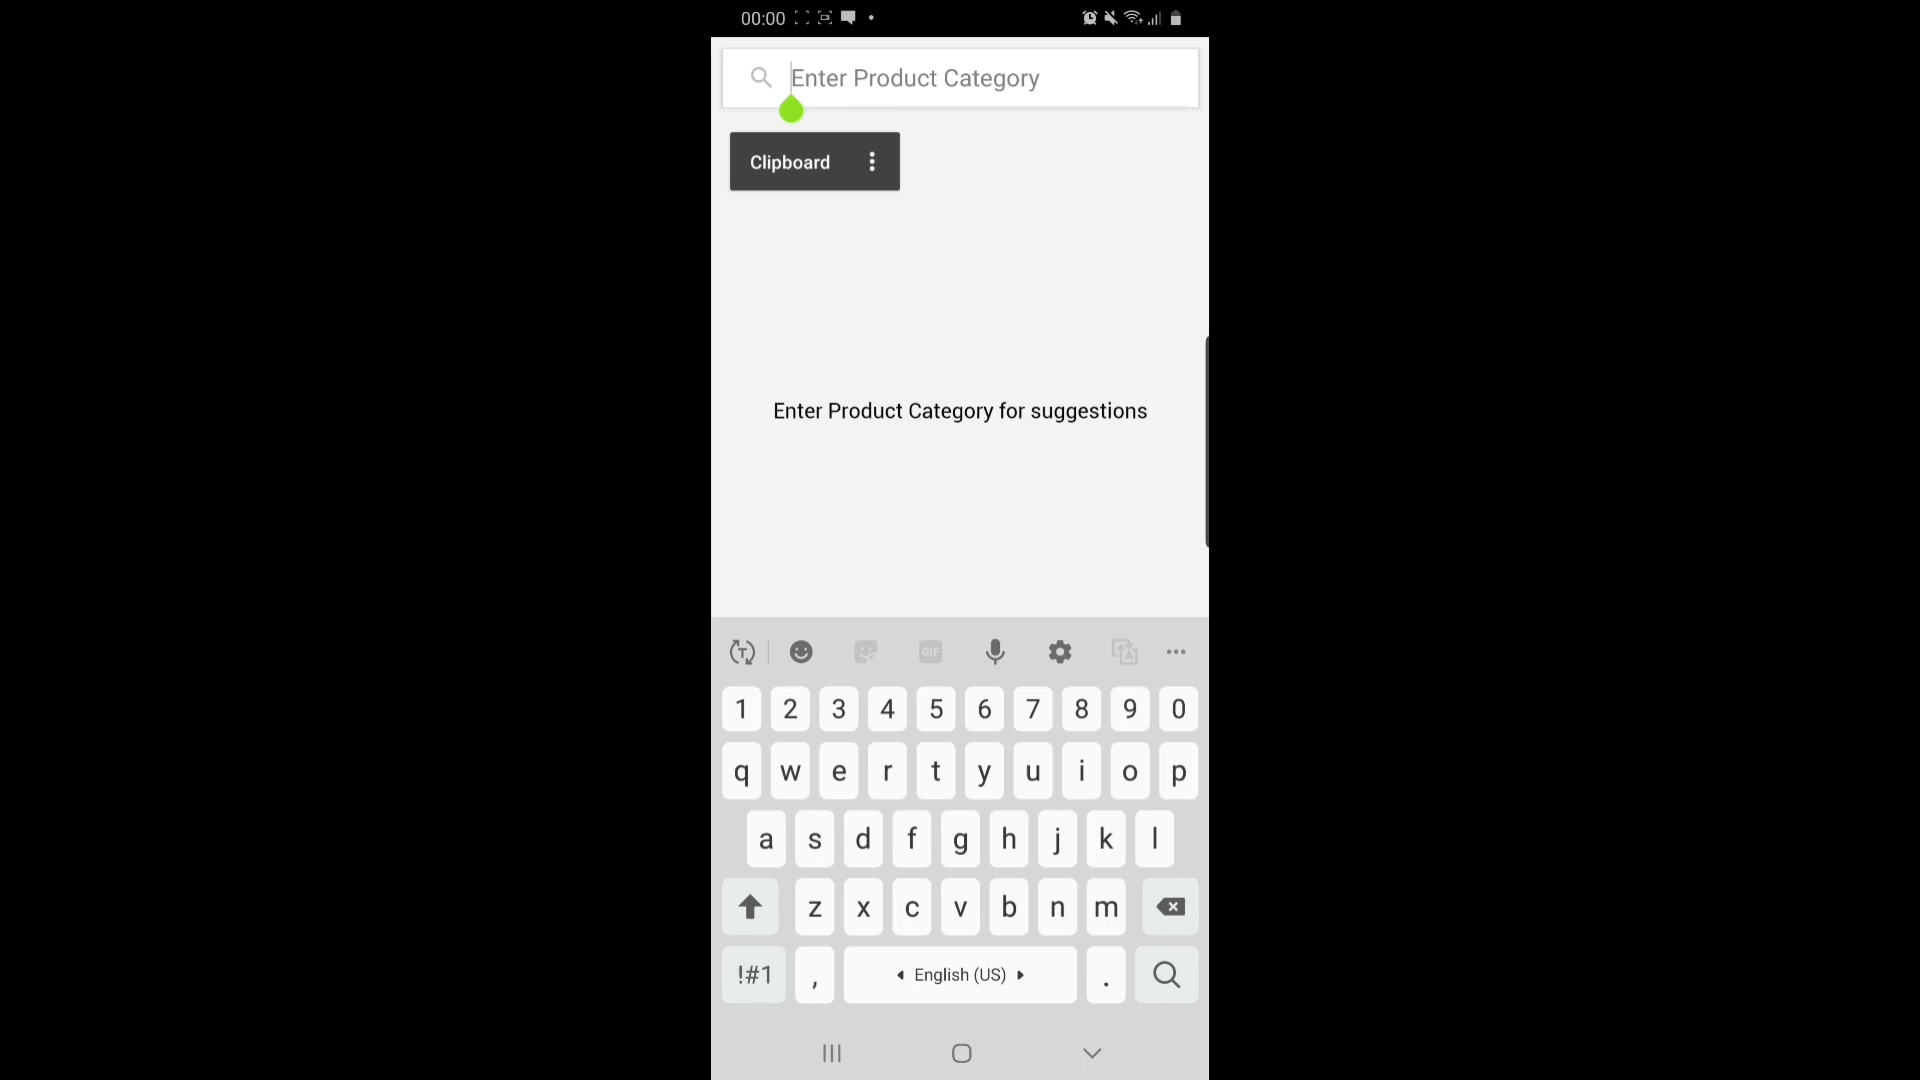 00:00
Enter Product Category
Clipboard
Enter Product Category for suggestions
GIF
1 2 3 4 5 6 7 8 9 0
q w e r t y u i o p
a s d f g h j k l
z x c v b n m
!#1 , English (US) .